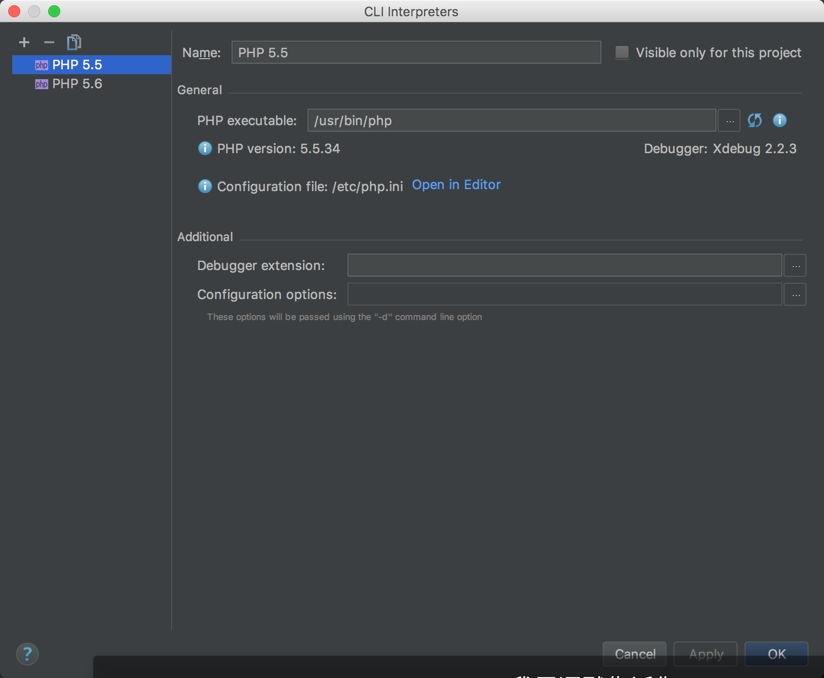 CLI Interpreters
PHP 5.5
PHP 5.6
Name: PHP 5.5 Visible only for this project
General
PHP executable: /usr/bin/php ...
PHP version: 5.5.34 Debugger: Xdebug 2.2.3
Configuration file: /etc/php.ini Open in Editor
Additional
Debugger extension: ...
Configuration options: ...
These options will be passed using the "-d" command line option
? Cancel Apply OK